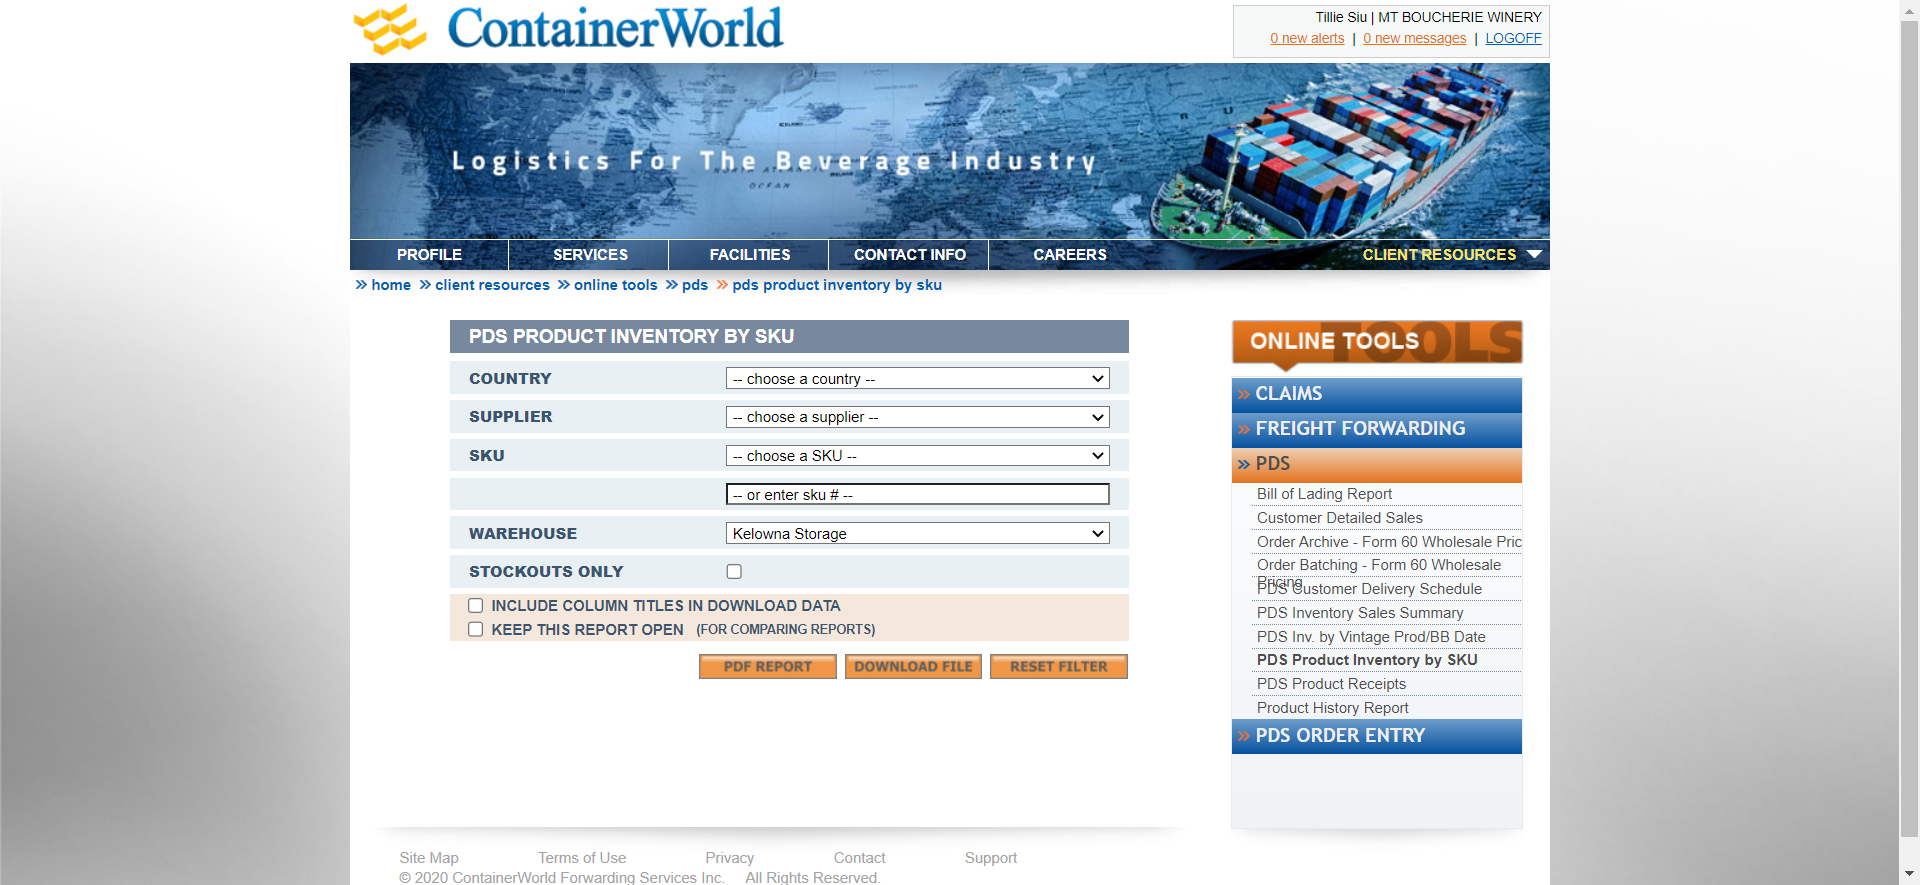 ContainerWorld
Tillie Siu | MT BOUCHERIE WINERY
0 new alerts | 0 new messages | LOGOFF
Logistics For The Beverage Industry
OCEAN
PROFILE SERVICES FACILITIES CONTACT INFO CAREERS CLIENT RESOURCES
» home » client resources » online tools » pds » pds product inventory by sku
PDS PRODUCT INVENTORY BY SKU
COUNTRY -- choose a country --
SUPPLIER -- choose a supplier --
SKU -- choose a SKU --
-- or enter sku # --
WAREHOUSE Kelowna Storage
STOCKOUTS ONLY
INCLUDE COLUMN TITLES IN DOWNLOAD DATA
KEEP THIS REPORT OPEN (FOR COMPARING REPORTS)
PDF REPORT DOWNLOAD FILE RESET FILTER
ONLINE TOOLS TOOLS
» CLAIMS
» FREIGHT FORWARDING
» PDS
Bill of Lading Report
Customer Detailed Sales
Order Archive - Form 60 Wholesale Pric
Order Batching - Form 60 Wholesale
Pricing
PDS Customer Delivery Schedule
PDS Inventory Sales Summary
PDS Inv. by Vintage Prod/BB Date
PDS Product Inventory by SKU
PDS Product Receipts
Product History Report
» PDS ORDER ENTRY
Site Map Terms of Use Privacy Contact Support
© 2020 ContainerWorld Forwarding Services Inc. All Rights Reserved.